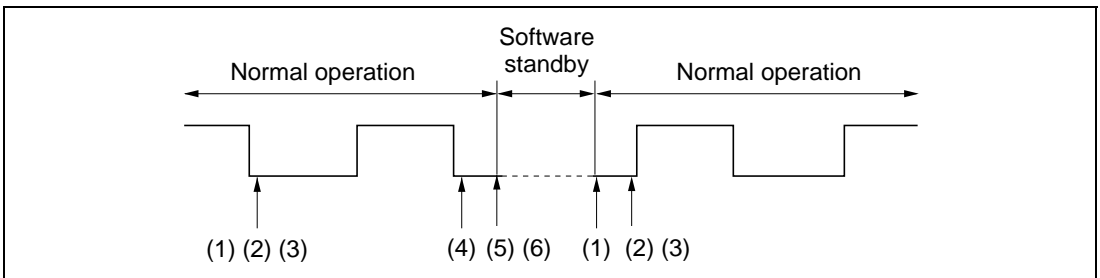 Software
standby
Normal operation
Normal operation
(1) (2) (3)
(4) (5) (6)
(1) (2) (3)